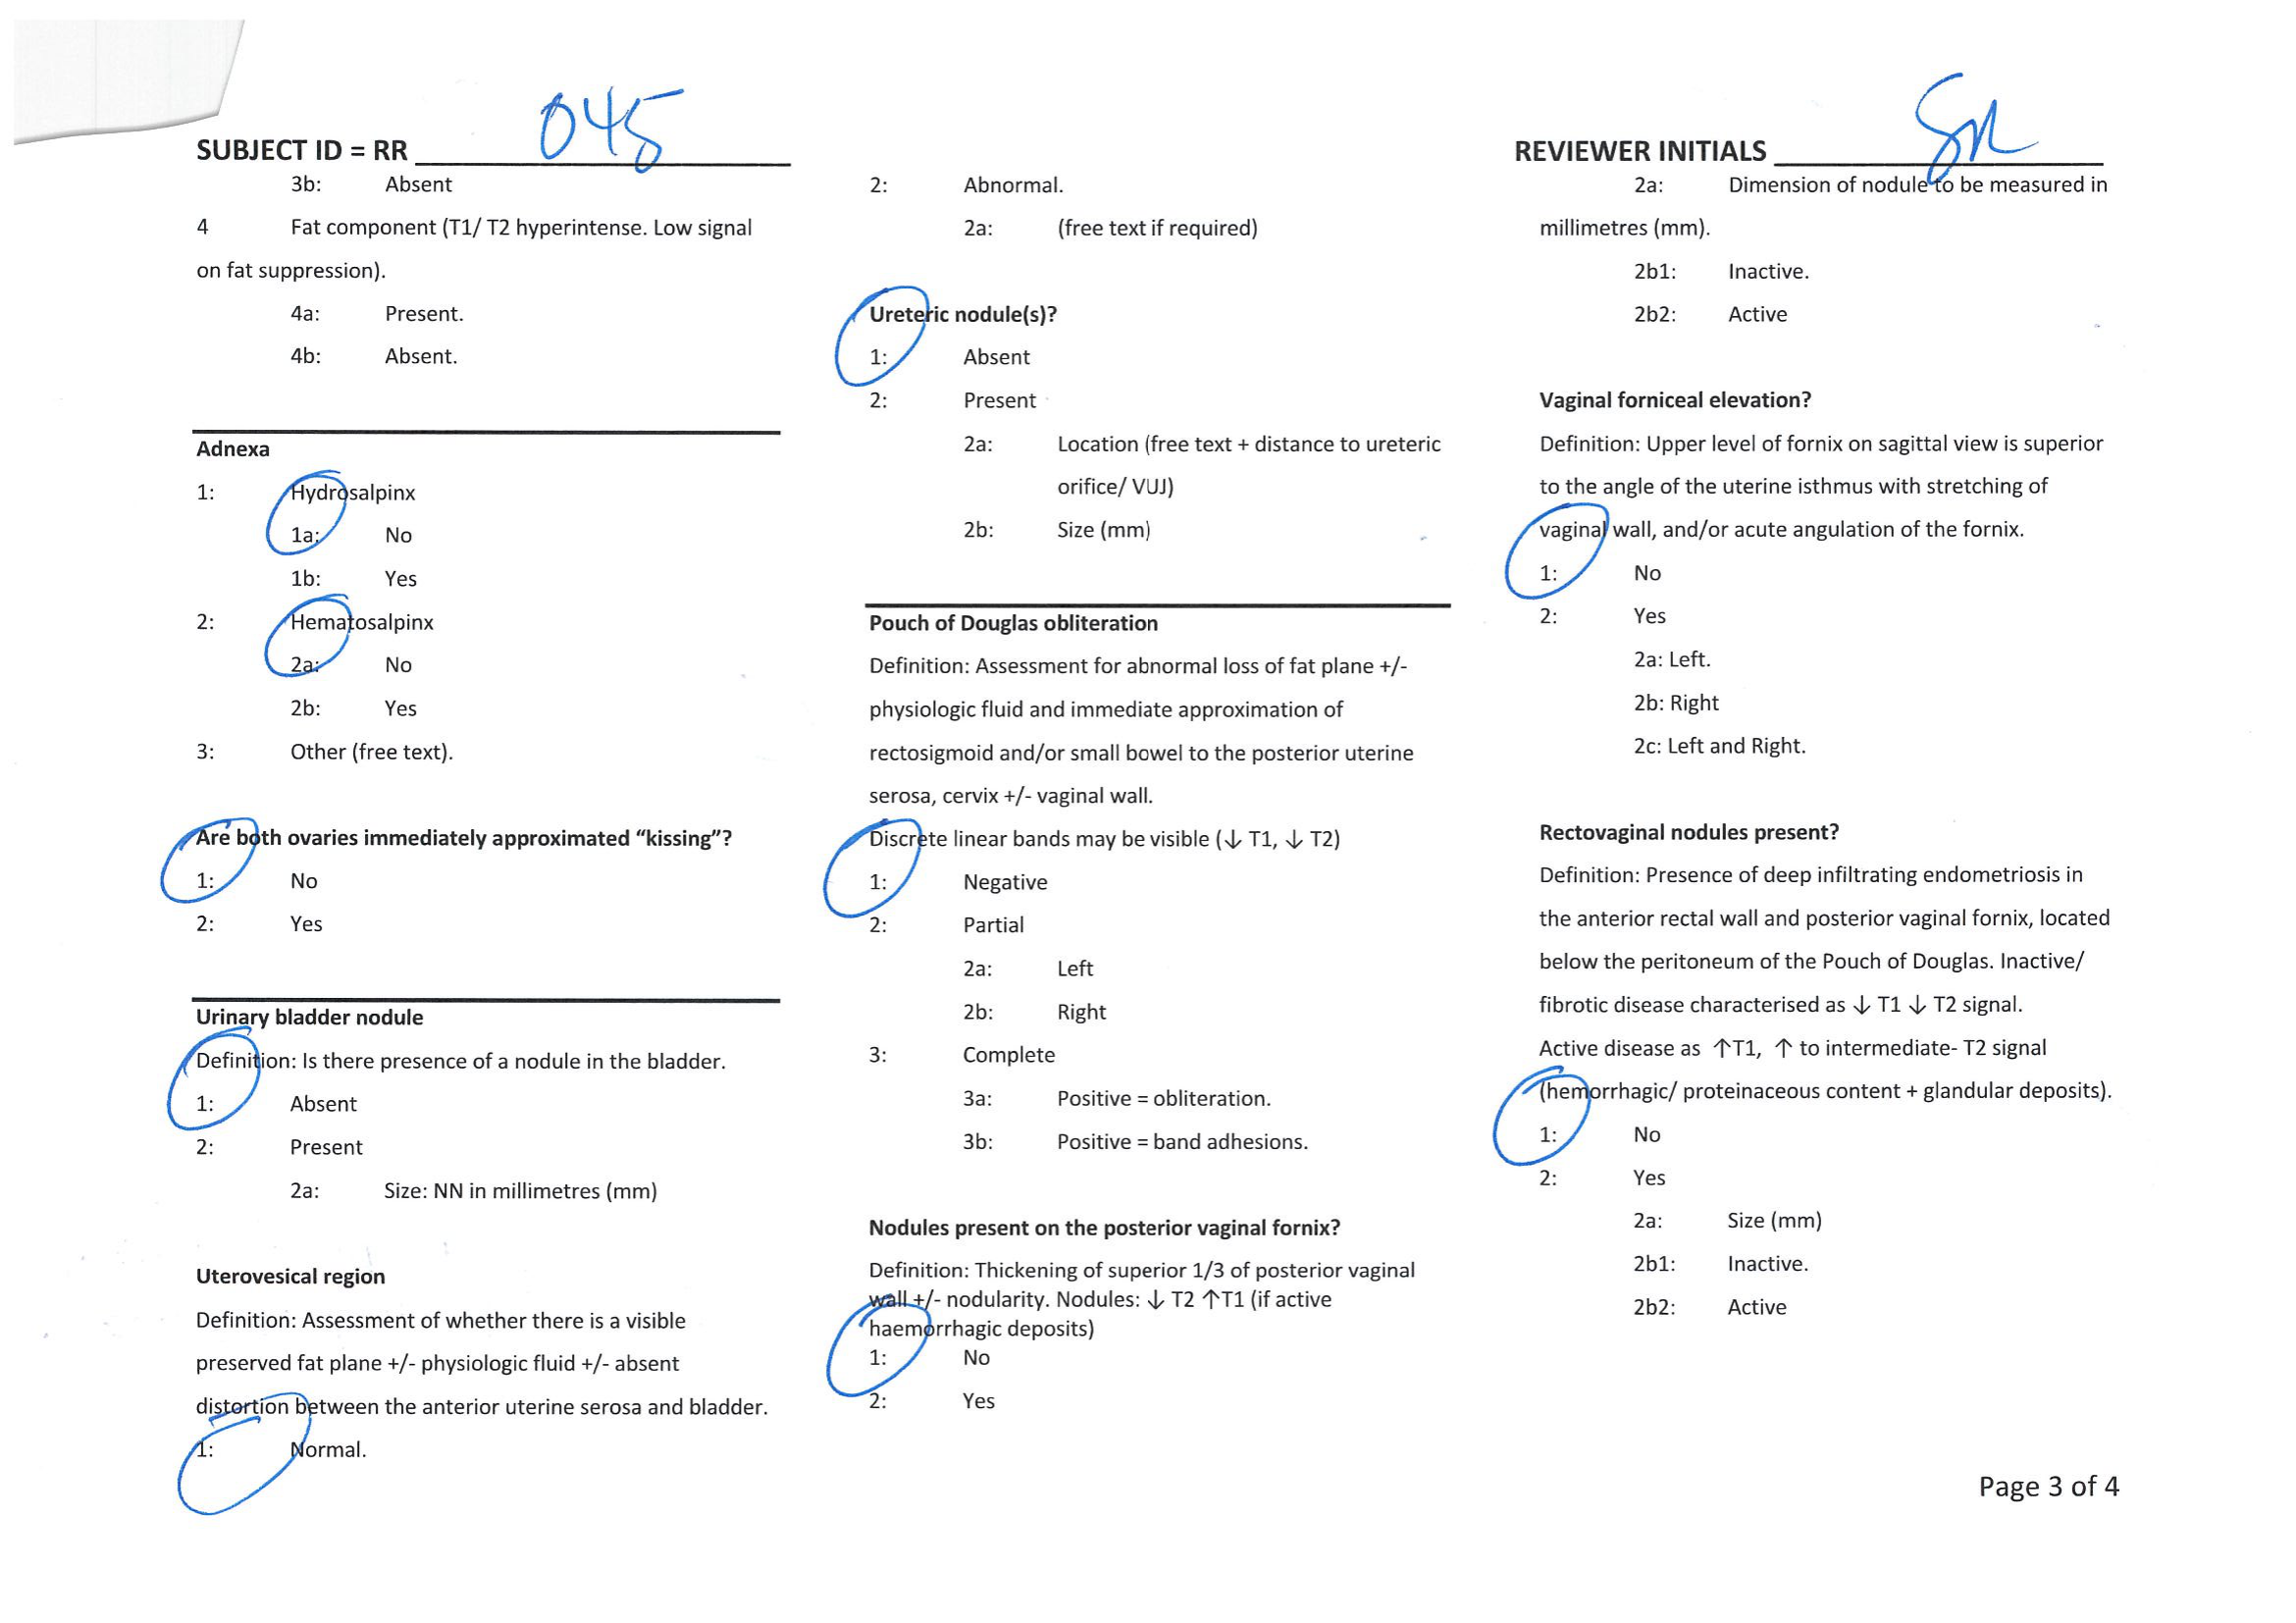 SUBJECT ID = RR 045
REVIEWER INITIALS
3b: Absent
4 Fat component (T1/ T2 hyperintense. Low signal
on fat suppression).
4a: Present.
4b: Absent.
Adnexa
1: Hydrosalpinx
1a: No
1b: Yes
2: Hematosalpinx
2a: No
2b: Yes
3: Other (free text).
Are both ovaries immediately approximated “kissing”?
1: No
2: Yes
Urinary bladder nodule
Definition: Is there presence of a nodule in the bladder.
1: Absent
2: Present
2a: Size: NN in millimetres (mm)
Uterovesical region
Definition: Assessment of whether there is a visible
preserved fat plane +/- physiologic fluid +/- absent
distortion between the anterior uterine serosa and bladder.
1: Normal.
2: Abnormal.
2a: (free text if required)
Ureteric nodule(s)?
1: Absent
2: Present
2a: Location (free text + distance to ureteric
orifice/ VUJ)
2b: Size (mm)
Pouch of Douglas obliteration
Definition: Assessment for abnormal loss of fat plane +/-
physiologic fluid and immediate approximation of
rectosigmoid and/or small bowel to the posterior uterine
serosa, cervix +/- vaginal wall.
Discrete linear bands may be visible (↓ T1, ↓ T2)
1: Negative
2: Partial
2a: Left
2b: Right
3: Complete
3a: Positive = obliteration.
3b: Positive = band adhesions.
Nodules present on the posterior vaginal fornix?
Definition: Thickening of superior 1/3 of posterior vaginal
wall +/- nodularity. Nodules: ↓ T2 ↑T1 (if active
haemorrhagic deposits)
1: No
2: Yes
2a: Dimension of nodule to be measured in
millimetres (mm).
2b1: Inactive.
2b2: Active
Vaginal forniceal elevation?
Definition: Upper level of fornix on sagittal view is superior
to the angle of the uterine isthmus with stretching of
vaginal wall, and/or acute angulation of the fornix.
1: No
2: Yes
2a: Left.
2b: Right
2c: Left and Right.
Rectovaginal nodules present?
Definition: Presence of deep infiltrating endometriosis in
the anterior rectal wall and posterior vaginal fornix, located
below the peritoneum of the Pouch of Douglas. Inactive/
fibrotic disease characterised as ↓ T1 ↓ T2 signal.
Active disease as ↑T1, ↑ to intermediate- T2 signal
(hemorrhagic/ proteinaceous content + glandular deposits).
1: No
2: Yes
2a: Size (mm)
2b1: Inactive.
2b2: Active
Page 3 of 4